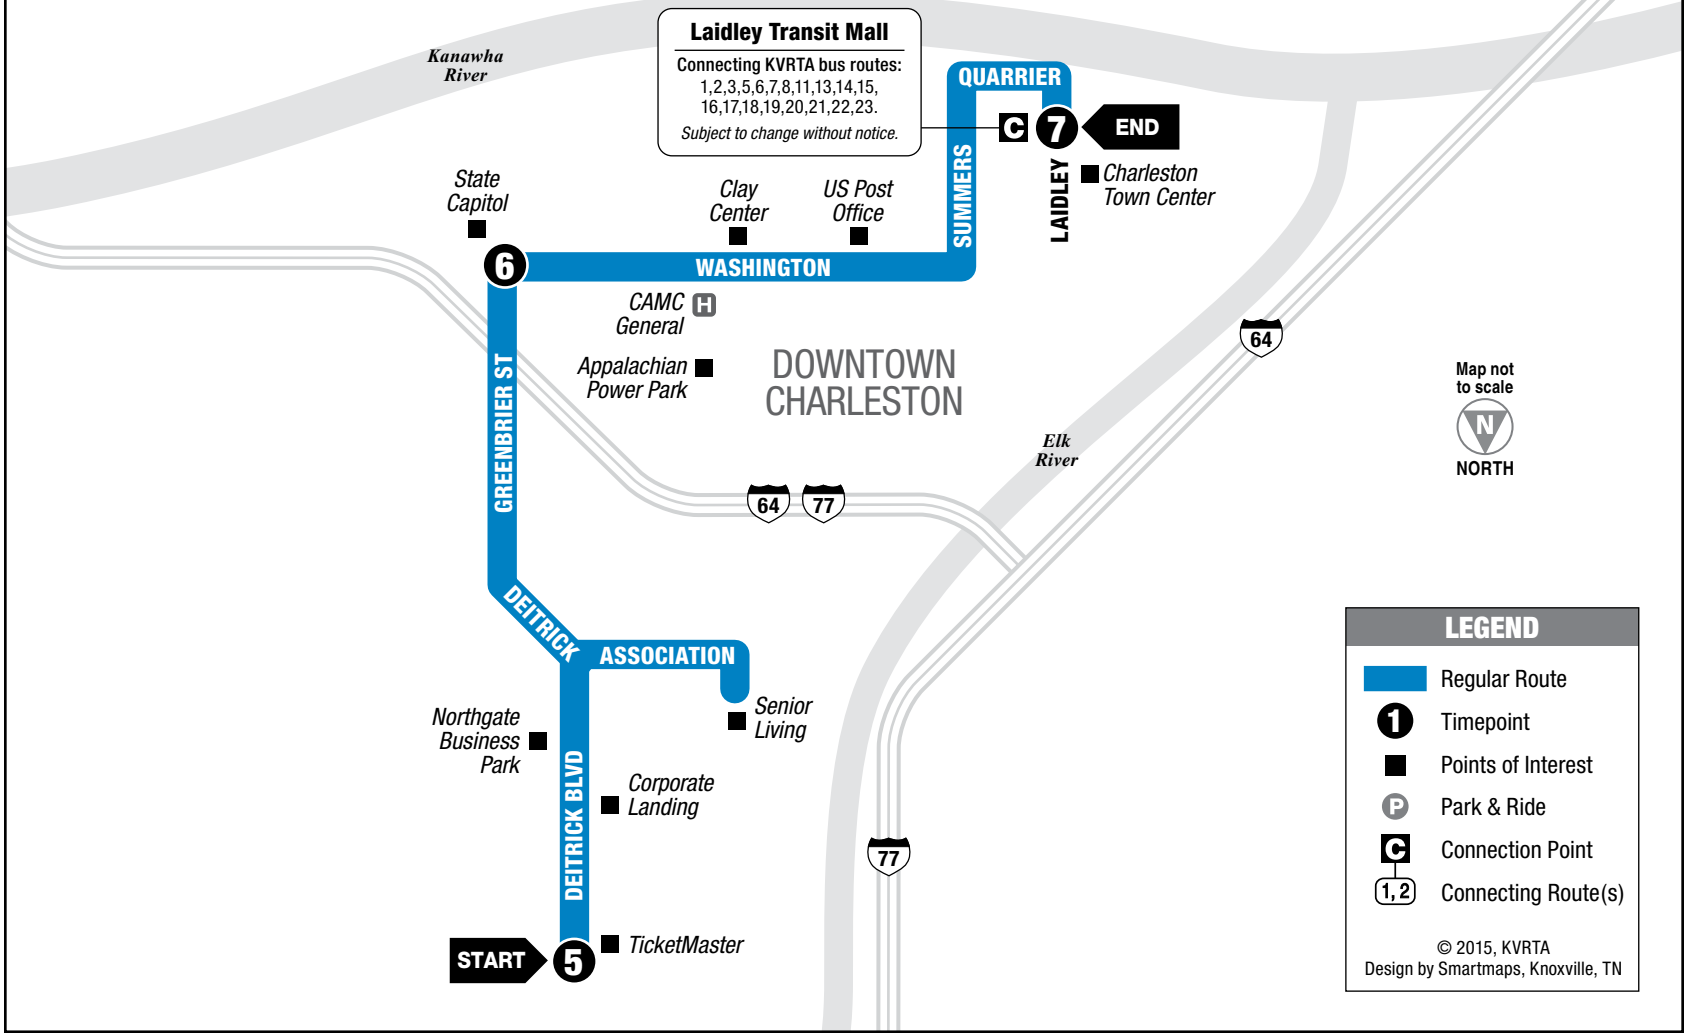 Laidley Transit Mall
Connecting KVRTA bus routes:
1,2,3,5,6,7,8,11,13,14,15,
16,17,18,19,20,21,22,23.
Subject to change without notice.
Kanawha
River
QUARRIER
C
7
END
SUMMERS
LAIDLEY
Charleston
Town Center
State
Capitol
Clay
Center
US Post
Office
6
WASHINGTON
CAMC
General
H
Appalachian
Power Park
DOWNTOWN
CHARLESTON
GREENBRIER ST
64
Map not
to scale
N
NORTH
Elk
River
64
77
DEITRICK
ASSOCIATION
Senior
Living
Northgate
Business
Park
Corporate
Landing
DEITRICK BLVD
77
START
5
TicketMaster
LEGEND
Regular Route
1
Timepoint
Points of Interest
P
Park & Ride
C
Connection Point
1, 2
Connecting Route(s)
© 2015, KVRTA
Design by Smartmaps, Knoxville, TN